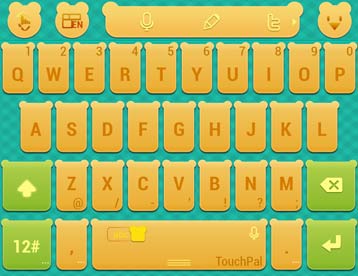 EN
1 2 3 4 5 6 7 8 9 0
Q W E R T Y U I O P
A S D F G H J K L
Z X C V B N M
@ / - _ ! ? ;
12# , .
TouchPal